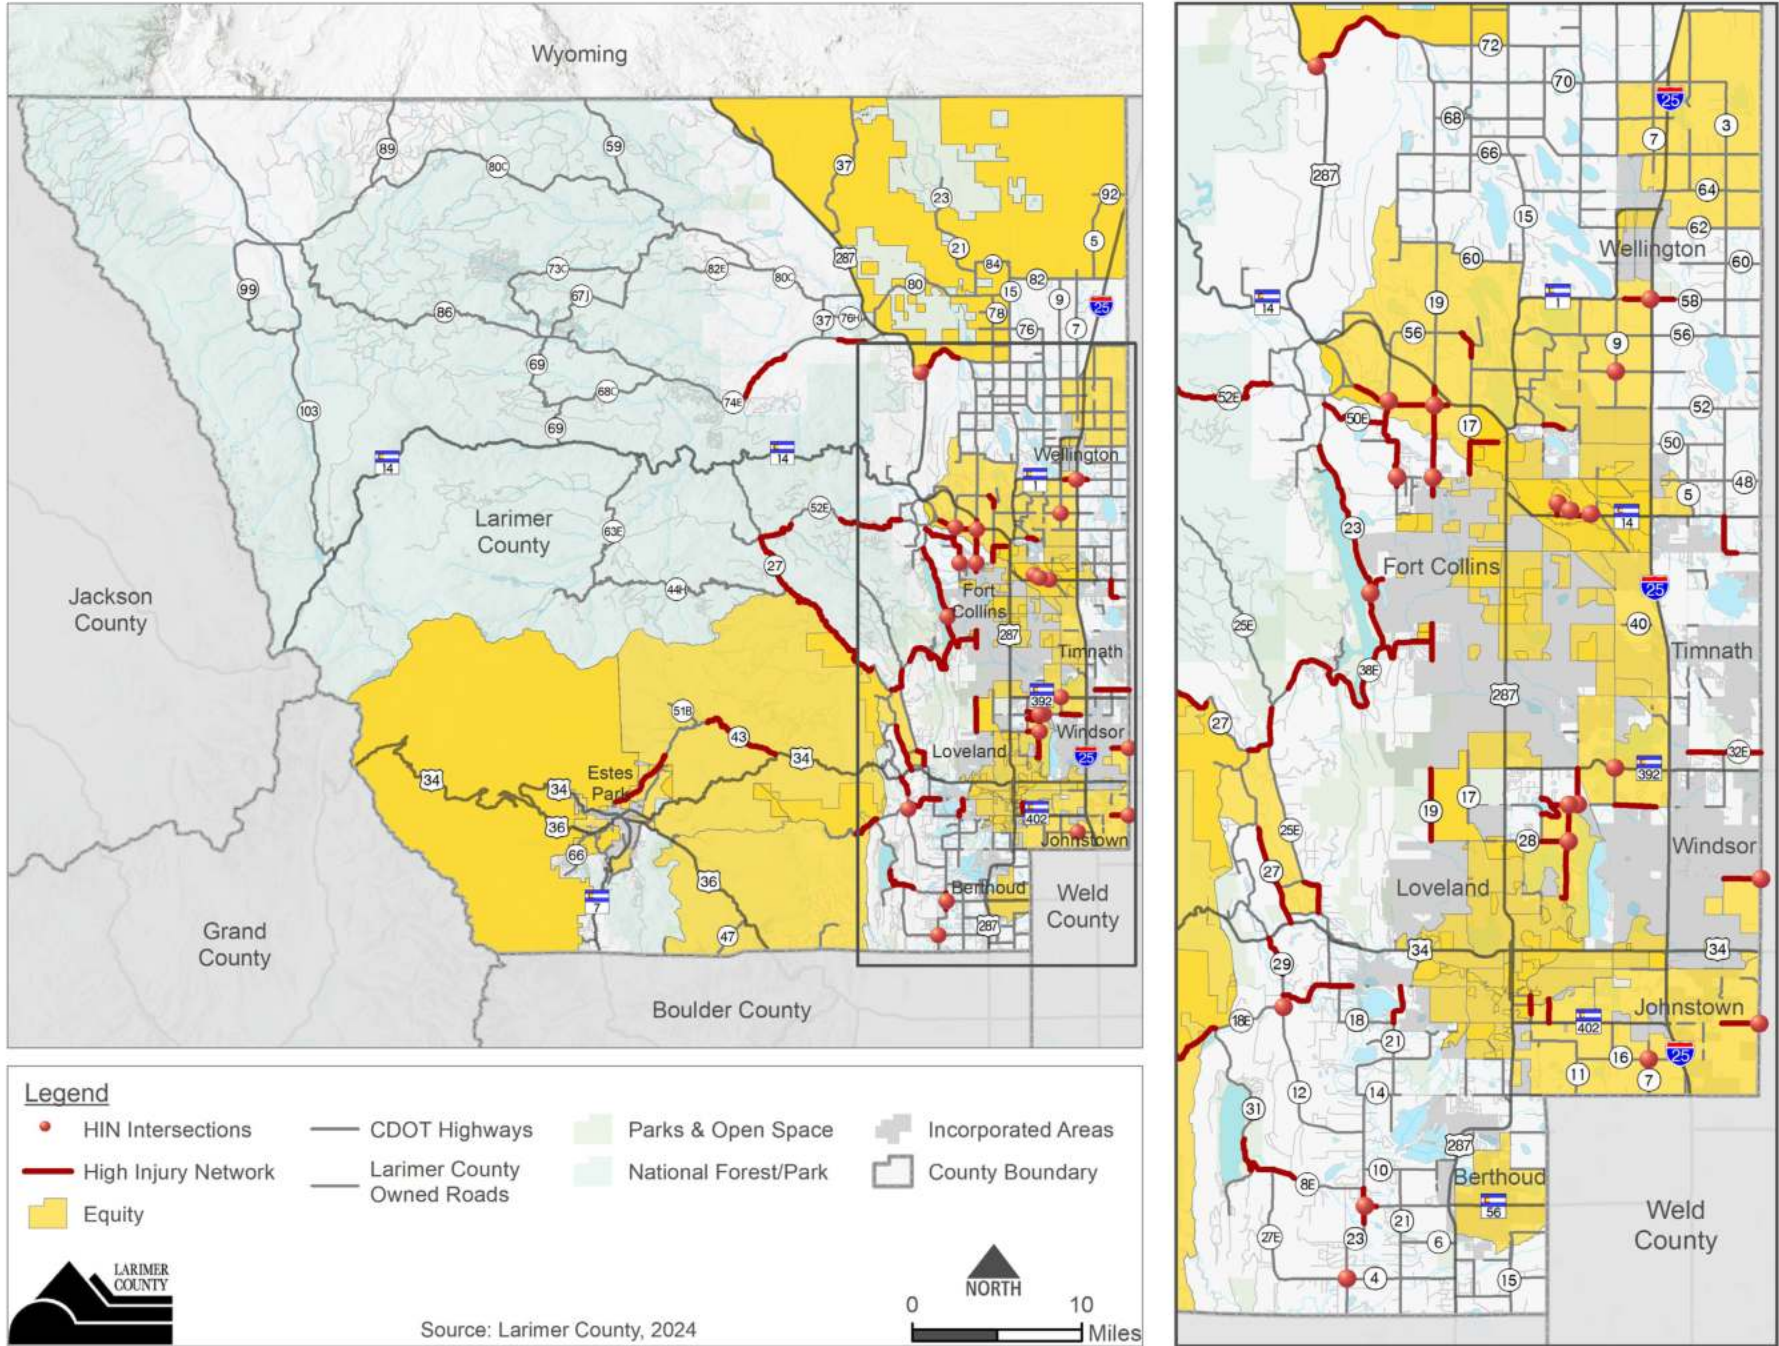 Wyoming
89
80C
59
37
23
92
5
21
287
84
82
73C
82E
80C
67J
80
15
9
25
99
86
37
76H
78
76
7
69
68C
74E
103
69
14
14
Wellington
1
Larimer
County
52E
63E
27
Jackson
County
44H
Fort
Collins
287
Timnath
392
51B
43
34
Windsor
Loveland
25
34
34
Estes
Park
36
402
66
Johnstown
7
36
Berthoud
Weld
County
287
47
Grand
County
Boulder County
72
70
25
68
7
3
66
287
64
15
62
Wellington
60
60
14
19
1
58
56
56
9
52E
50E
17
52
50
48
5
23
14
Fort Collins
25
25E
40
38E
Timnath
287
27
32E
392
19
17
25E
28
Windsor
27
Loveland
29
34
34
18E
18
Johnstown
402
21
16
25
11
7
12
14
31
287
10
8E
Berthoud
56
21
Weld
County
27E
23
6
4
15
Legend
HIN Intersections
CDOT Highways
Parks & Open Space
Incorporated Areas
High Injury Network
Larimer County
Owned Roads
National Forest/Park
County Boundary
Equity
LARIMER
COUNTY
NORTH
0 10
Miles
Source: Larimer County, 2024